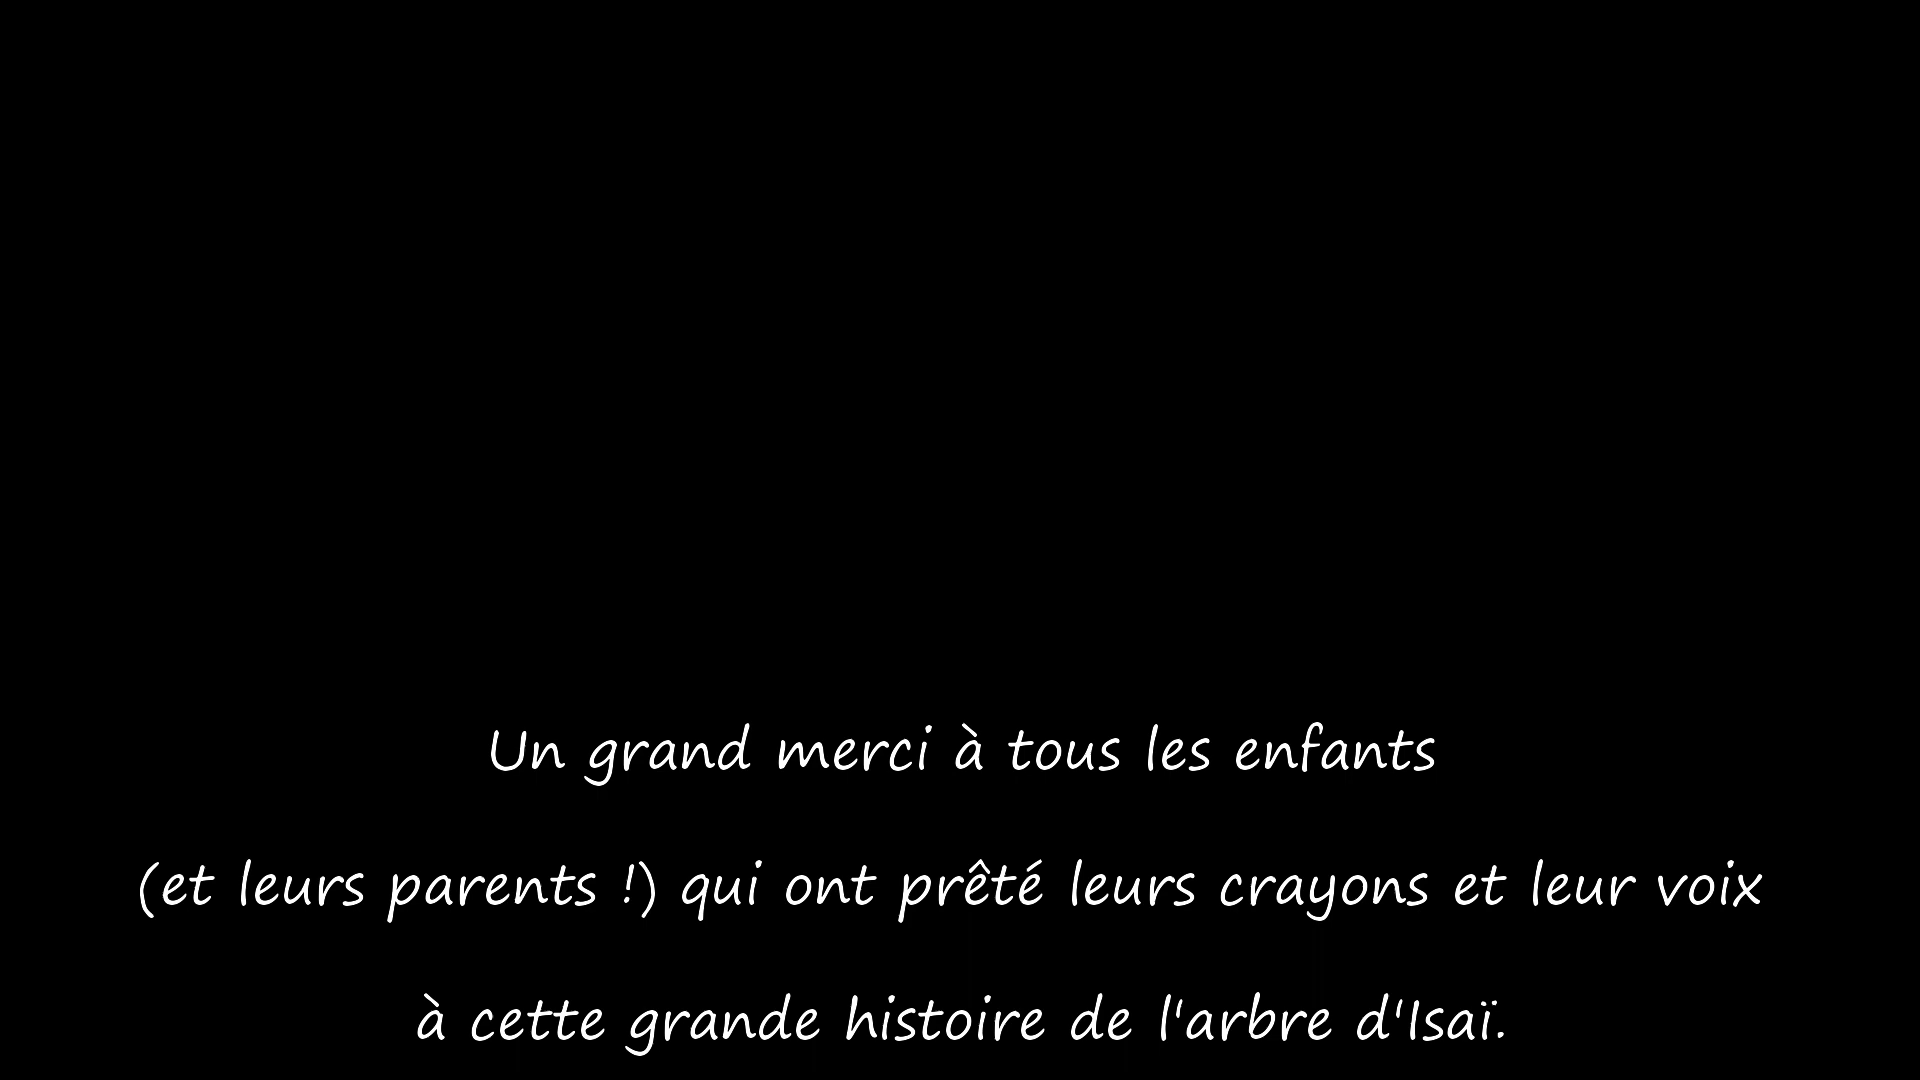 Un grand merci à tous les enfants
(et leurs parents !) qui ont prêté leurs crayons et leur voix
à cette grande histoire de l'arbre d'Isaï.